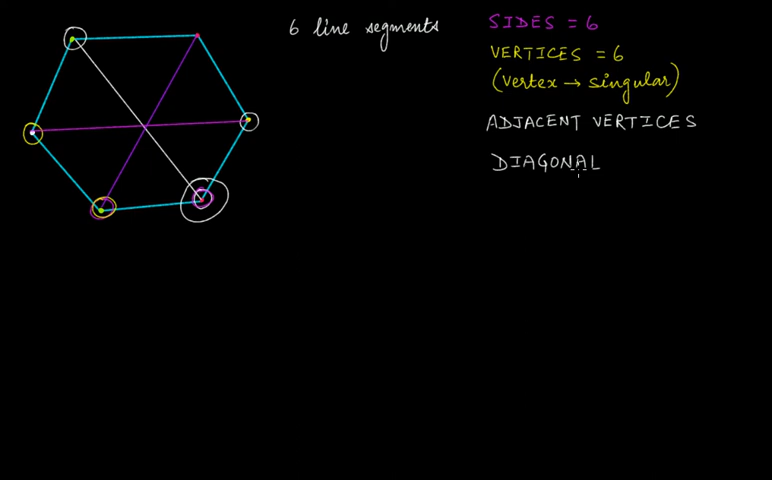 6 line segments
SIDES = 6
VERTICES = 6
(vertex → singular)
ADJACENT VERTICES
DIAGONAL